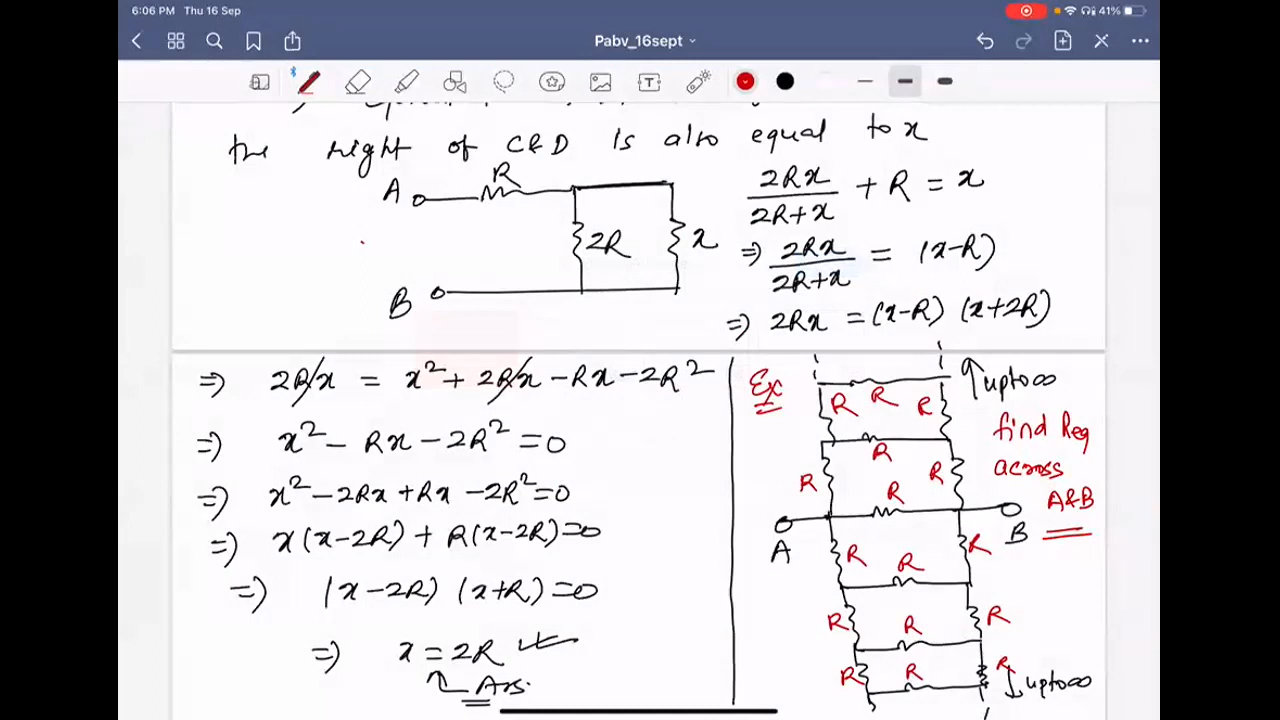 6:06 PM Thu 16 Sep
41%
Pabv_16sept
the right of C&D is also equal to x
A
R
2R
x
B
2Rx/(2R+x) + R = x
⇒ 2Rx/(2R+x) = (x-R)
⇒ 2Rx = (x-R) (x+2R)
⇒ 2Rx = x² + 2Rx - Rx - 2R²
⇒ x² - Rx - 2R² = 0
⇒ x² - 2Rx + Rx - 2R² = 0
⇒ x(x-2R) + R(x-2R) = 0
⇒ (x-2R) (x+R) = 0
⇒ x = 2R
Ans.
Ex
upto ∞
R R R
find Req
R
across
R R
A&B
R
A
B
R R
R
R R
R
R R R
upto ∞